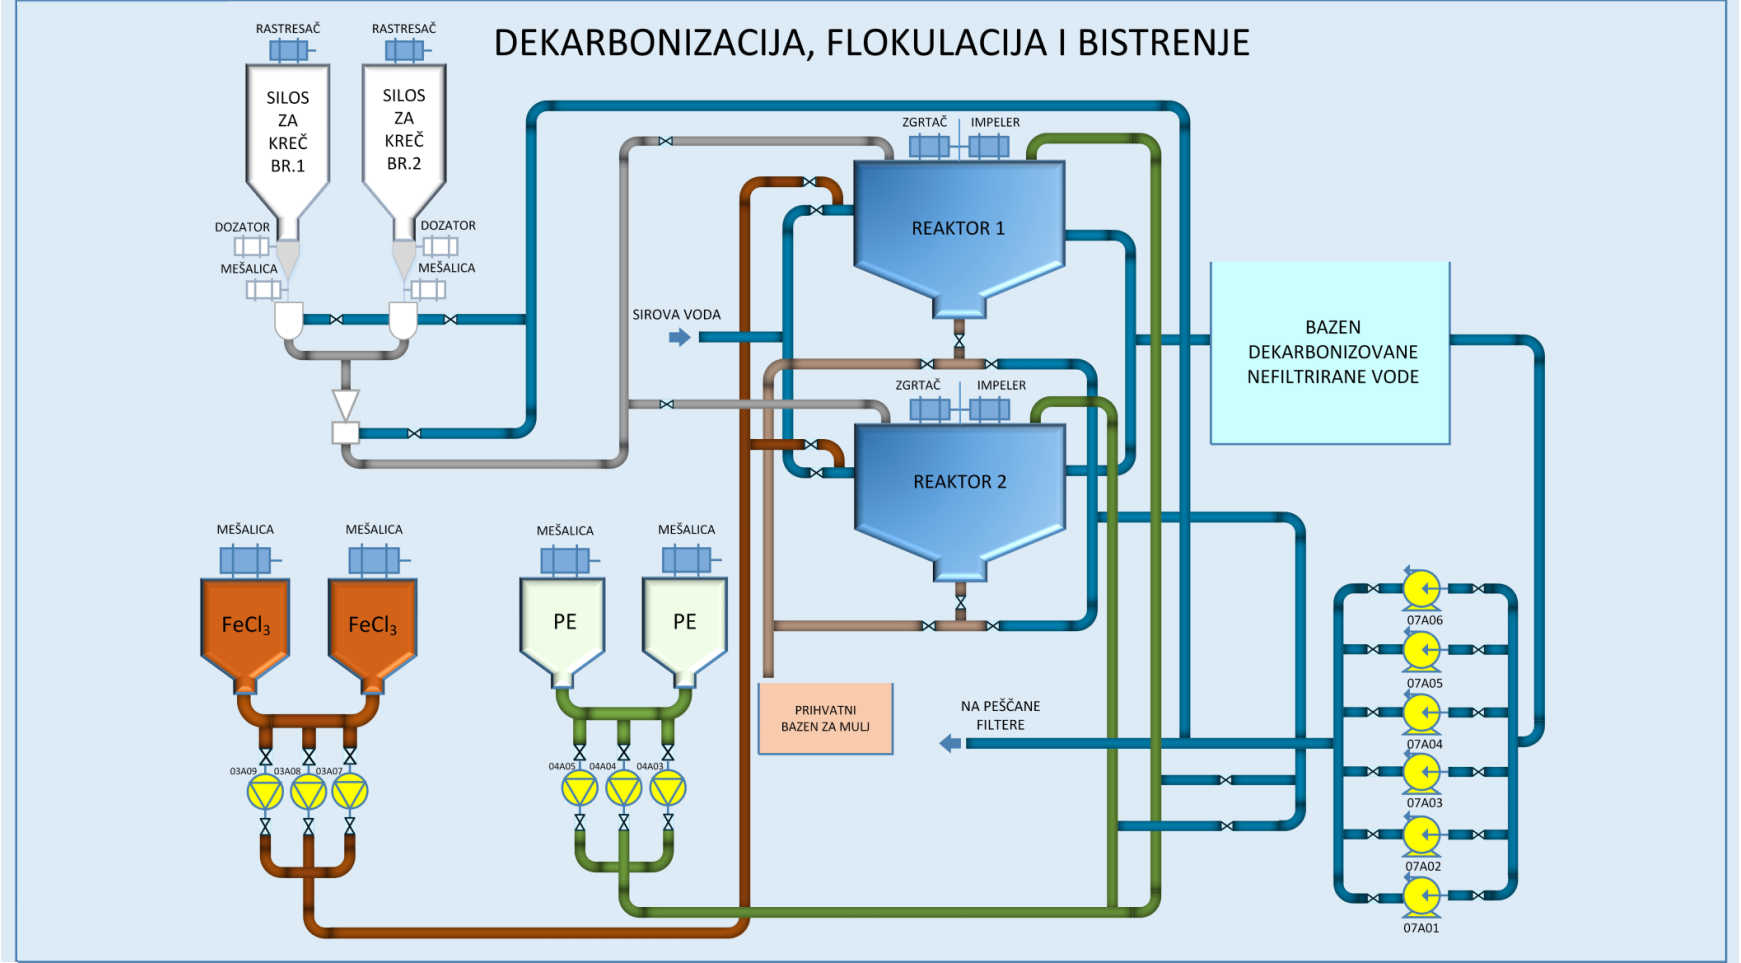 DEKARBONIZACIJA, FLOKULACIJA I BISTRENJE
RASTRESAČ
RASTRESAČ
SILOS
ZA
KREČ
BR.1
SILOS
ZA
KREČ
BR.2
DOZATOR
DOZATOR
MEŠALICA
MEŠALICA
ZGRTAČ
IMPELER
REAKTOR 1
SIROVA VODA
ZGRTAČ
IMPELER
REAKTOR 2
BAZEN
DEKARBONIZOVANE
NEFILTRIRANE VODE
MEŠALICA
MEŠALICA
MEŠALICA
MEŠALICA
FeCl₃
FeCl₃
PE
PE
PRIHVATNI
BAZEN ZA MULJ
NA PEŠČANE
FILTERE
03A09
03A08
03A07
04A05
04A04
04A03
07A06
07A05
07A04
07A03
07A02
07A01